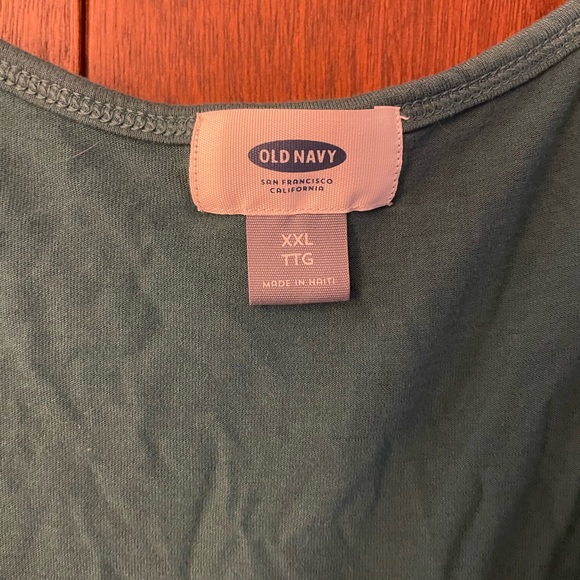 OLD NAVY
SAN FRANCISCO
CALIFORNIA
XXL
TTG
MADE IN HAITI